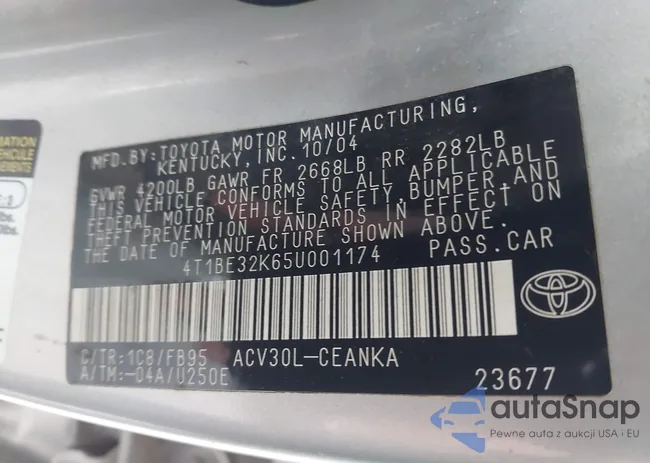 MFD.BY:TOYOTA MOTOR MANUFACTURING,
KENTUCKY,INC.10/04
GVWR 4200LB GAWR FR 2668LB RR 2282LB
THIS VEHICLE CONFORMS TO ALL APPLICABLE
FEDERAL MOTOR VEHICLE SAFETY,BUMPER,AND
THEFT PREVENTION STANDARDS IN EFFECT ON
THE DATE OF MANUFACTURE SHOWN ABOVE.
4T1BE32K65U001174 PASS.CAR
C/TR:1C8/FB95 ACV30L-CEANKA
A/TM:-04A/U250E 23677
autaSnap
Pewne auta z aukcji USA i EU